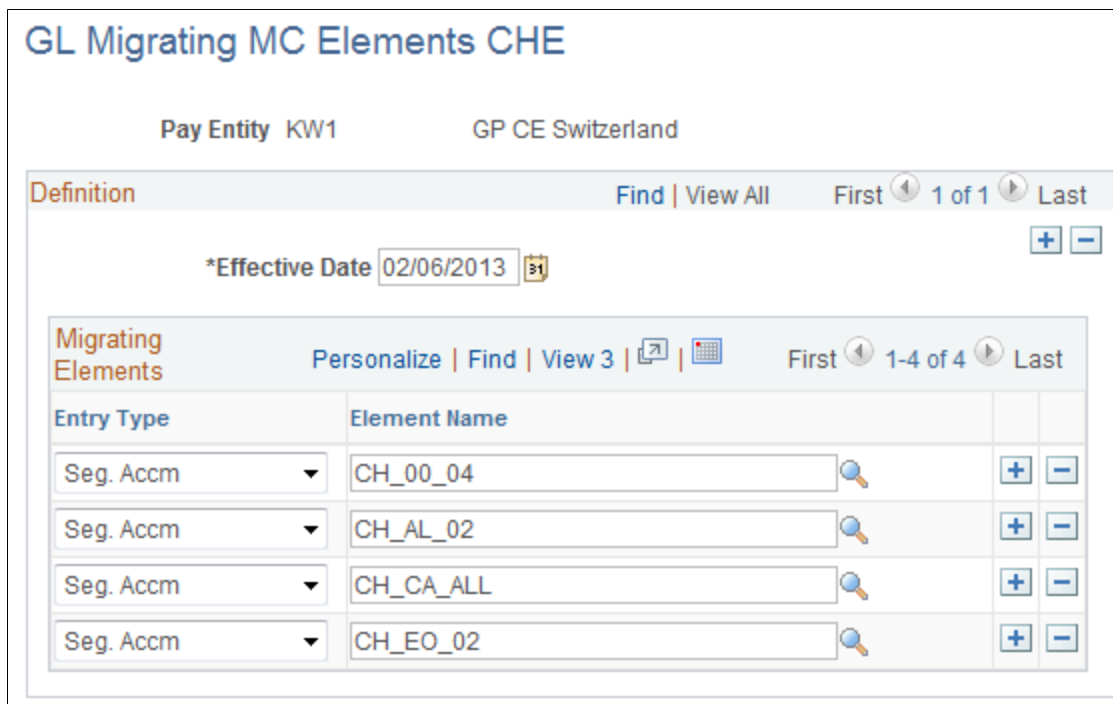 GL Migrating MC Elements CHE
Pay Entity KW1 GP CE Switzerland
Definition Find | View All First 1 of 1 Last
*Effective Date 02/06/2013 31
Migrating Elements Personalize | Find | View 3 | | First 1-4 of 4 Last
Entry Type Element Name
Seg. Accm CH_00_04
Seg. Accm CH_AL_02
Seg. Accm CH_CA_ALL
Seg. Accm CH_EO_02